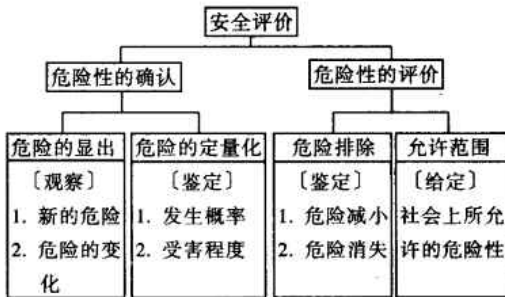 安全评价
危险性的确认
危险性的评价
危险的显出
〔观察〕
1. 新的危险
2. 危险的变
化
危险的定量化
〔鉴定〕
1. 发生概率
2. 受害程度
危险排除
〔鉴定〕
1. 危险减小
2. 危险消失
允许范围
〔给定〕
社会上所允
许的危险性